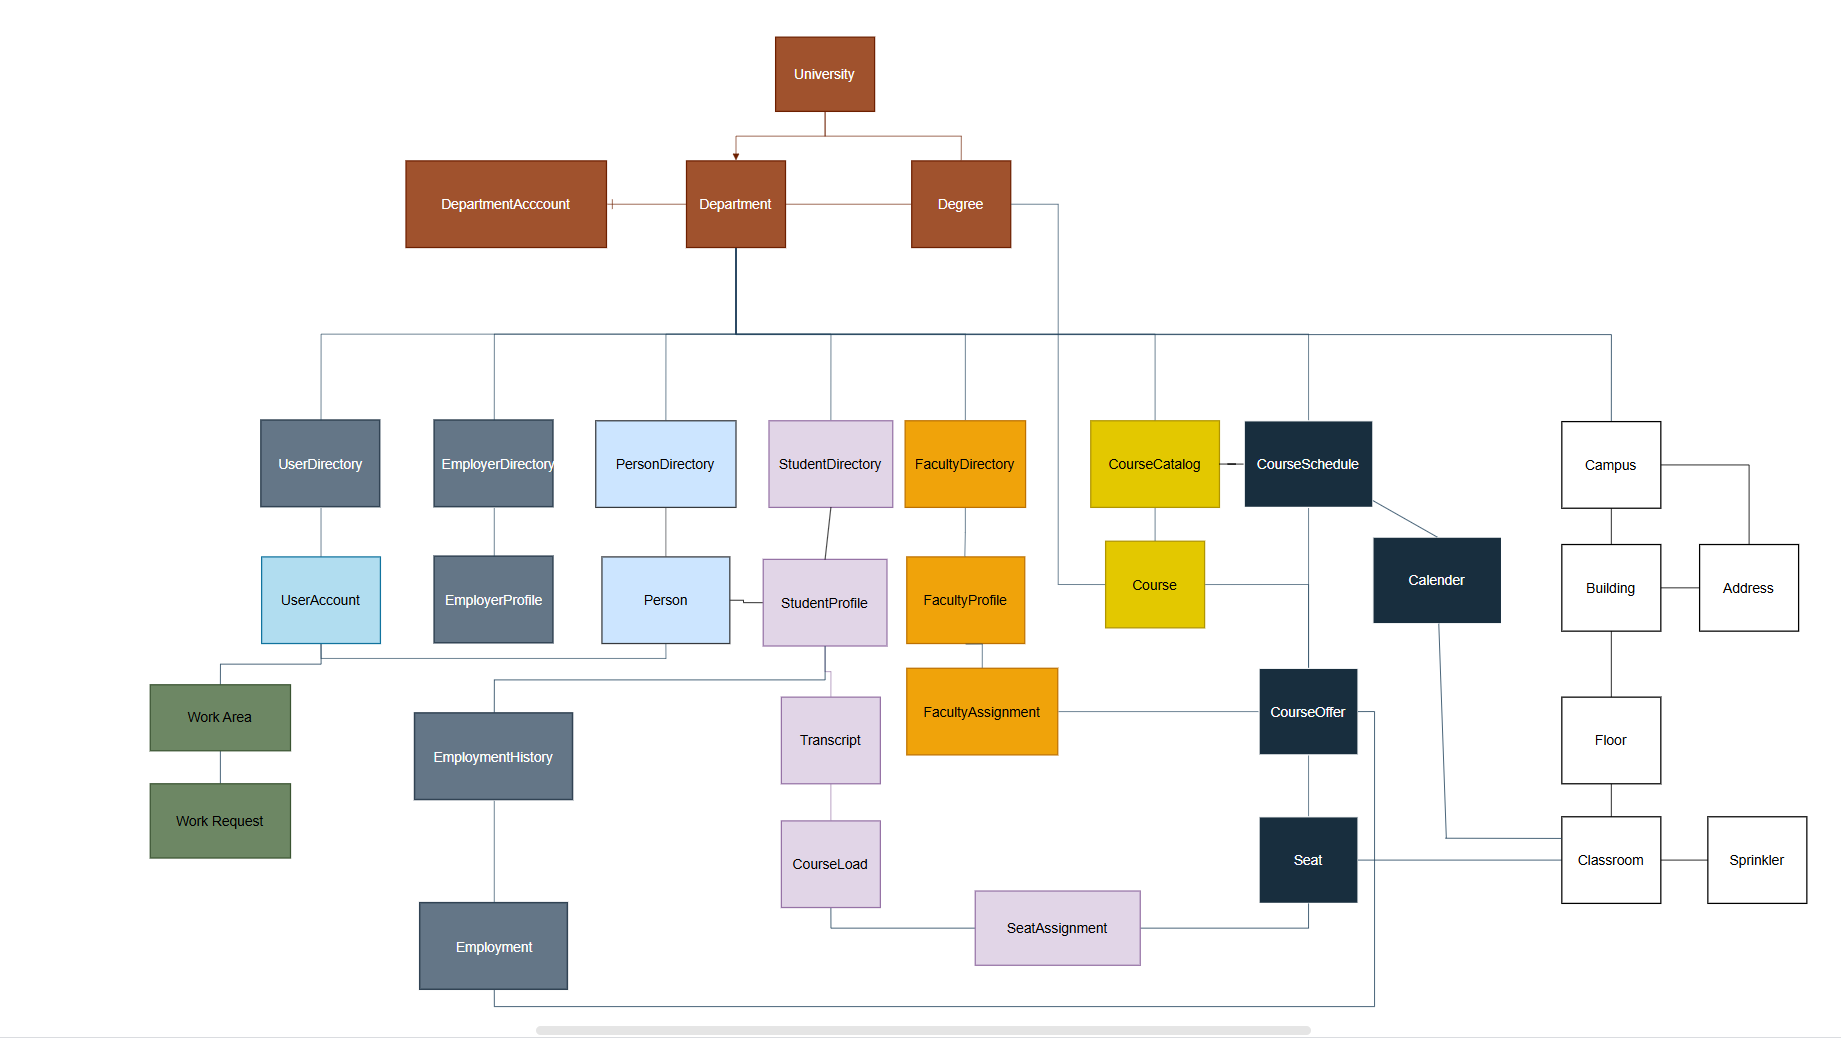 University
DepartmentAcccount
Department
Degree
UserDirectory
EmployerDirectory
PersonDirectory
StudentDirectory
FacultyDirectory
CourseCatalog
CourseSchedule
Campus
UserAccount
EmployerProfile
Person
StudentProfile
FacultyProfile
Course
Calender
Building
Address
Work Area
EmploymentHistory
Transcript
FacultyAssignment
CourseOffer
Floor
Work Request
CourseLoad
Seat
Classroom
Sprinkler
Employment
SeatAssignment